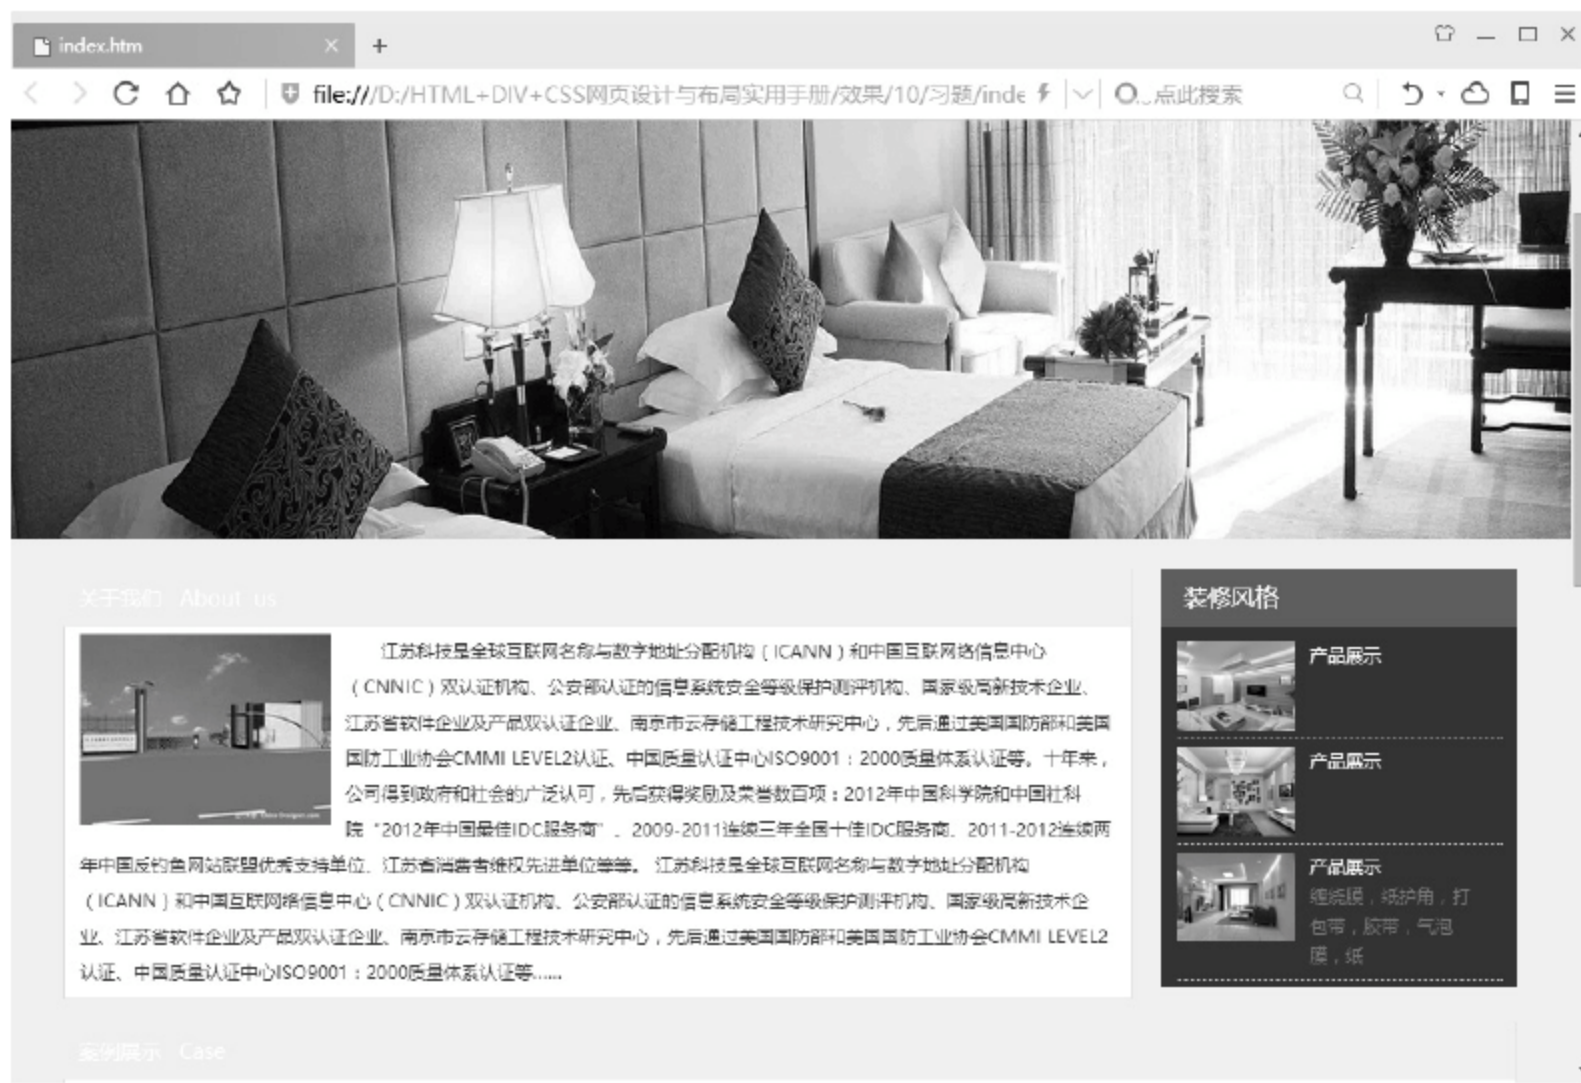 index.htm
file:///D:/HTML+DIV+CSS网页设计与布局实用手册/效果/10/习题/inde
点此搜索
关于我们 About us
江苏科技是全球互联网名称与数字地址分配机构（ICANN）和中国互联网络信息中心
（CNNIC）双认证机构、公安部认证的信息系统安全等级保护测评机构、国家级高新技术企业、
江苏省软件企业及产品双认证企业、南京市云存储工程技术研究中心，先后通过美国国防部和美国
国防工业协会CMMI LEVEL2认证、中国质量认证中心ISO9001：2000质量体系认证等。十年来，
公司得到政府和社会的广泛认可，先后获得奖励及荣誉数百项：2012年中国科学院和中国社科
院“2012年中国最佳IDC服务商”、2009-2011连续三年全国十佳IDC服务商、2011-2012连续两
年中国反钓鱼网站联盟优秀支持单位、江苏省消费者维权先进单位等等。 江苏科技是全球互联网名称与数字地址分配机构
（ICANN）和中国互联网络信息中心（CNNIC）双认证机构、公安部认证的信息系统安全等级保护测评机构、国家级高新技术企
业、江苏省软件企业及产品双认证企业、南京市云存储工程技术研究中心，先后通过美国国防部和美国国防工业协会CMMI LEVEL2
认证、中国质量认证中心ISO9001：2000质量体系认证等......
装修风格
产品展示
产品展示
产品展示
缠绕膜，纸护角，打
包带，胶带，气泡
膜，纸
案例展示 Case